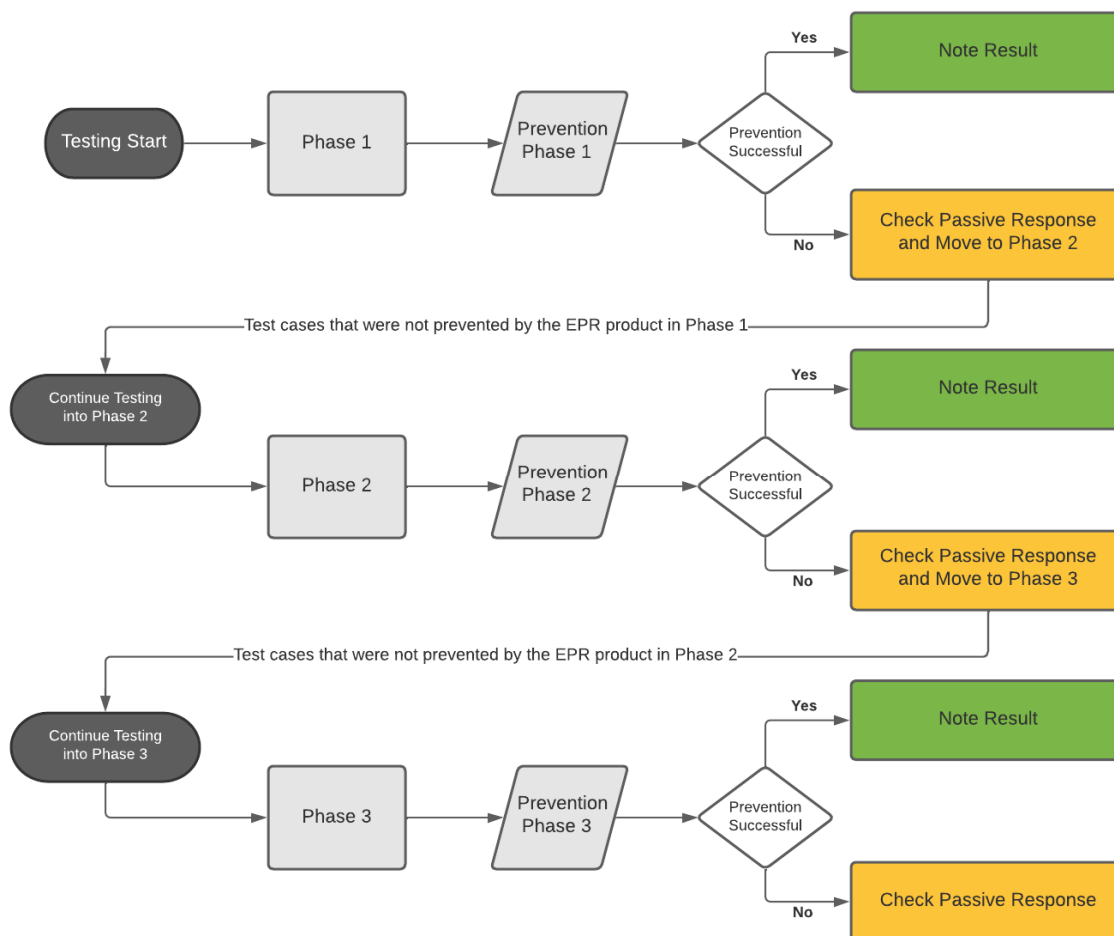 Yes
Note Result
Testing Start
Phase 1
Prevention
Phase 1
Prevention
Successful
No
Check Passive Response
and Move to Phase 2
Test cases that were not prevented by the EPR product in Phase 1
Continue Testing
into Phase 2
Yes
Note Result
Phase 2
Prevention
Phase 2
Prevention
Successful
No
Check Passive Response
and Move to Phase 3
Test cases that were not prevented by the EPR product in Phase 2
Continue Testing
into Phase 3
Yes
Note Result
Phase 3
Prevention
Phase 3
Prevention
Successful
No
Check Passive Response